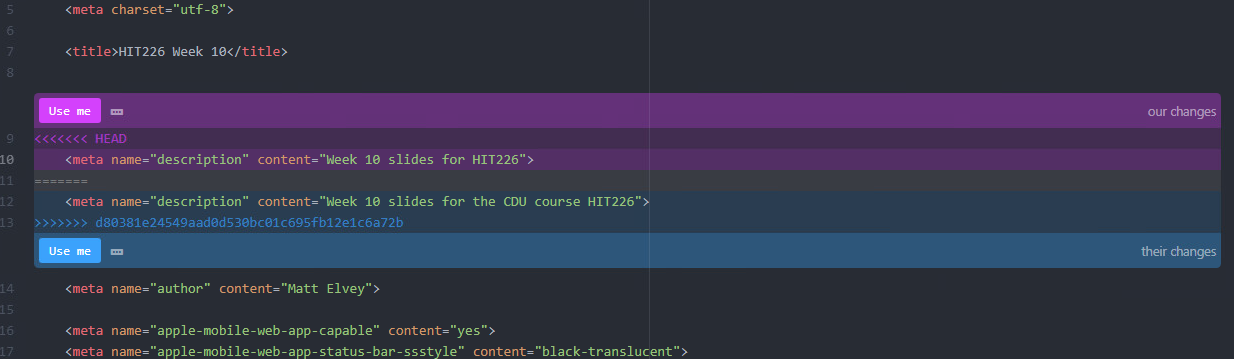 5 <meta charset="utf-8">
6
7 <title>HIT226 Week 10</title>
8
Use me our changes
9 <<<<<<< HEAD
10 <meta name="description" content="Week 10 slides for HIT226">
11 =======
12 <meta name="description" content="Week 10 slides for the CDU course HIT226">
13 >>>>>>> d80381e24549aad0d530bc01c695fb12e1c6a72b
Use me their changes
14 <meta name="author" content="Matt Elvey">
15
16 <meta name="apple-mobile-web-app-capable" content="yes">
17 <meta name="apple-mobile-web-app-status-bar-ssstyle" content="black-translucent">